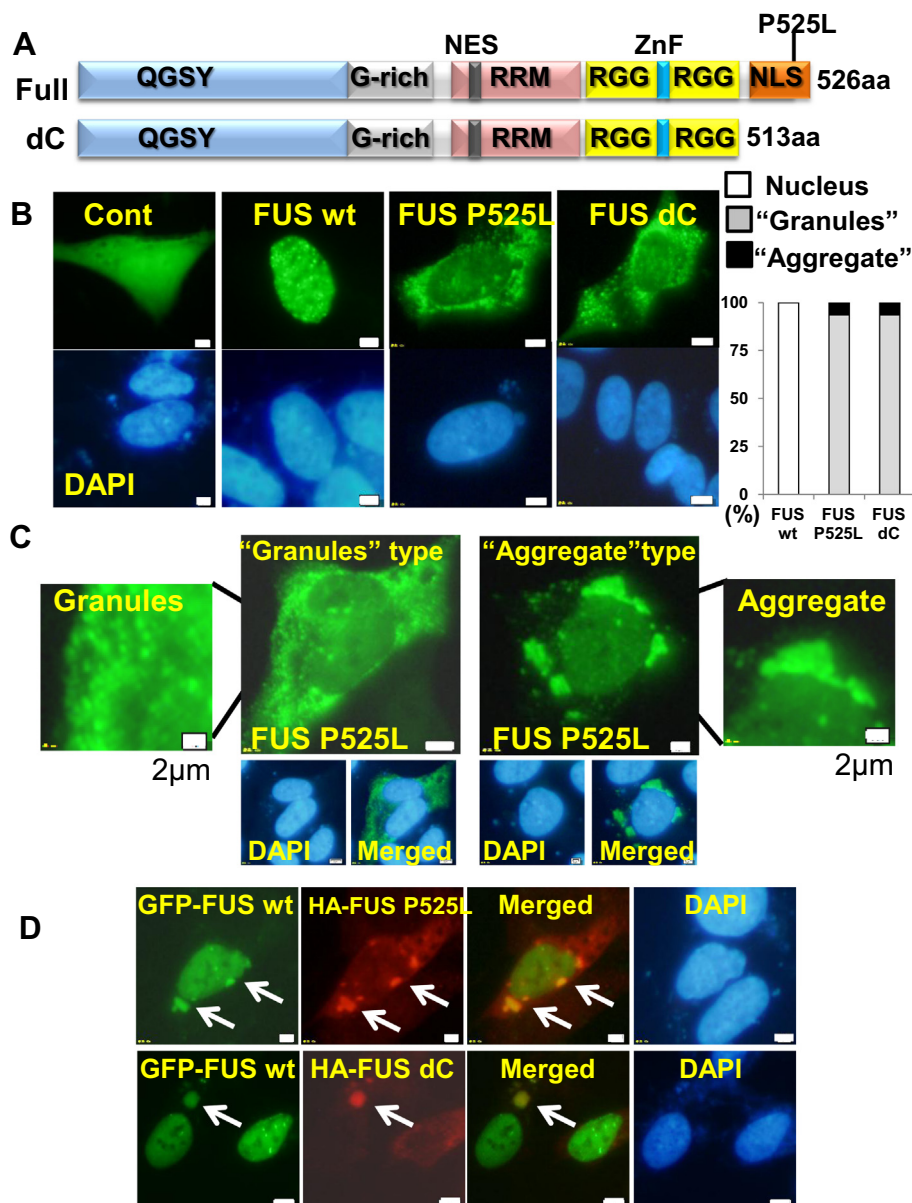 A
P525L
NES
ZnF
Full
QGSY
G-rich
RRM
RGG
RGG
NLS
526aa
dC
QGSY
G-rich
RRM
RGG
RGG
513aa
B
Cont
FUS wt
FUS P525L
FUS dC
DAPI
Nucleus
“Granules”
“Aggregate”
100
75
50
25
0
(%)
FUS wt
FUS P525L
FUS dC
C
Granules
“Granules” type
“Aggregate”type
Aggregate
FUS P525L
FUS P525L
2µm
2µm
DAPI
Merged
DAPI
Merged
D
GFP-FUS wt
HA-FUS P525L
Merged
DAPI
GFP-FUS wt
HA-FUS dC
Merged
DAPI